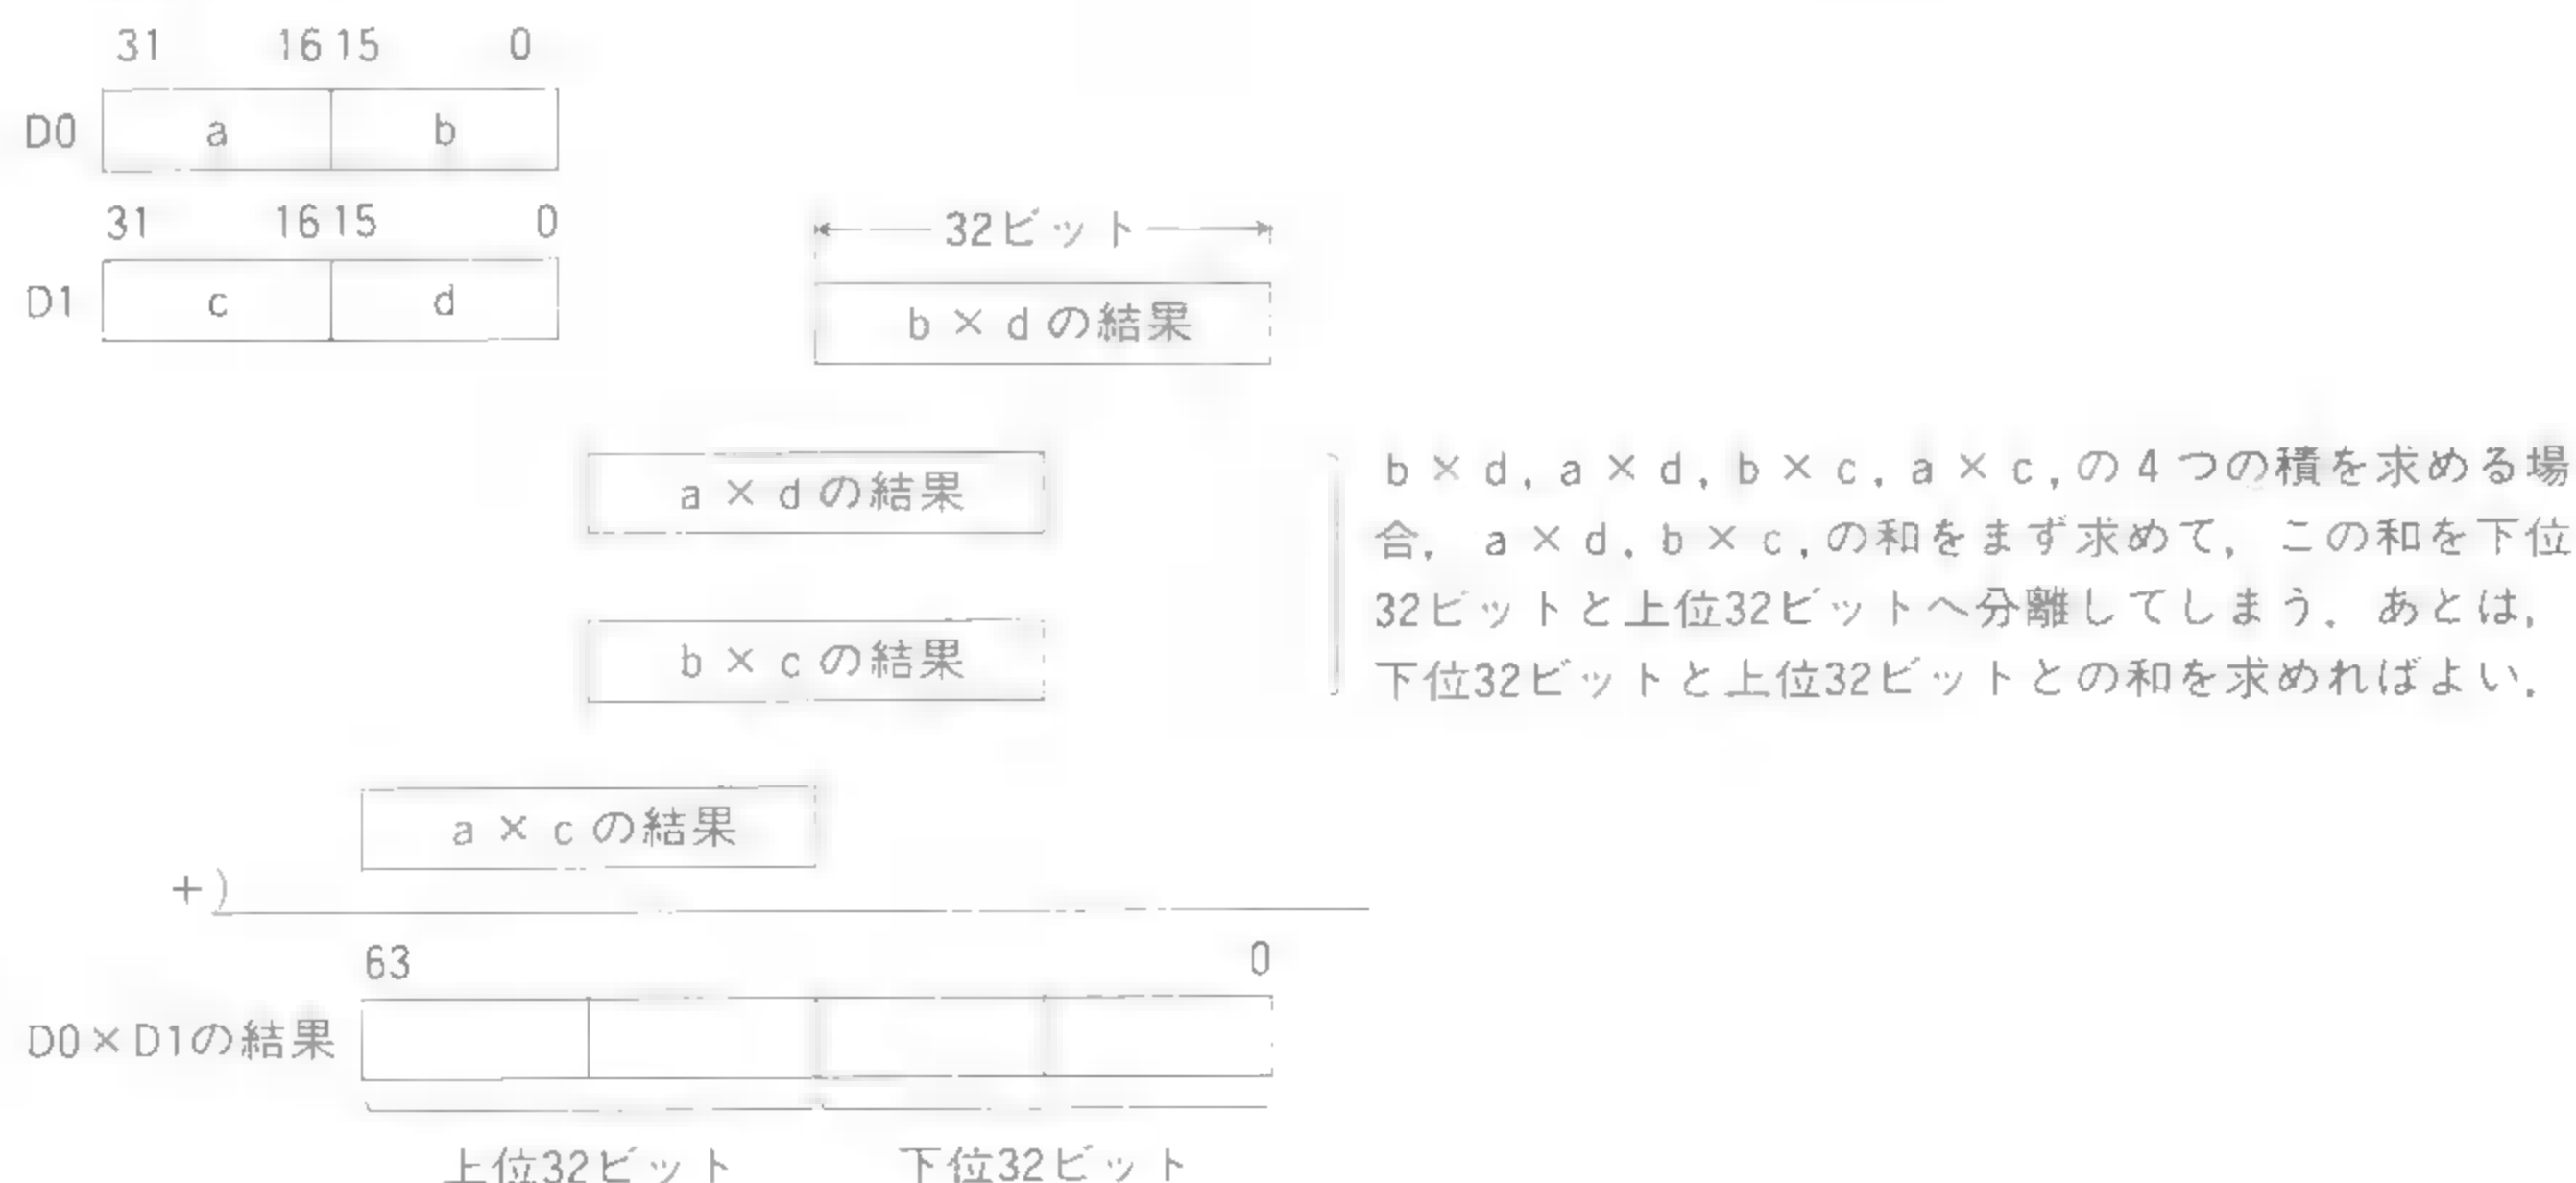 31 16 15 0
D0 a b
31 16 15 0
D1 c d
32ビット
b × d の結果
a × d の結果
b × d, a × d, b × c, a × c,の4つの積を求める場
合, a × d, b × c,の和をまず求めて, この和を下位
32ビットと上位32ビットへ分離してしまう. あとは,
下位32ビットと上位32ビットとの和を求めればよい.
b × c の結果
a × c の結果
+)
63 0
D0×D1の結果
上位32ビット 下位32ビット